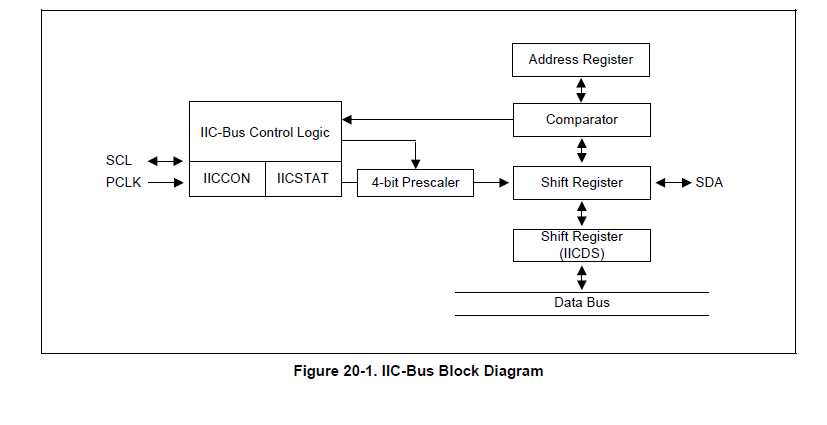 Address Register
Comparator
IIC-Bus Control Logic
SCL
PCLK
IICCON
IICSTAT
4-bit Prescaler
Shift Register
SDA
Shift Register
(IICDS)
Data Bus
Figure 20-1. IIC-Bus Block Diagram